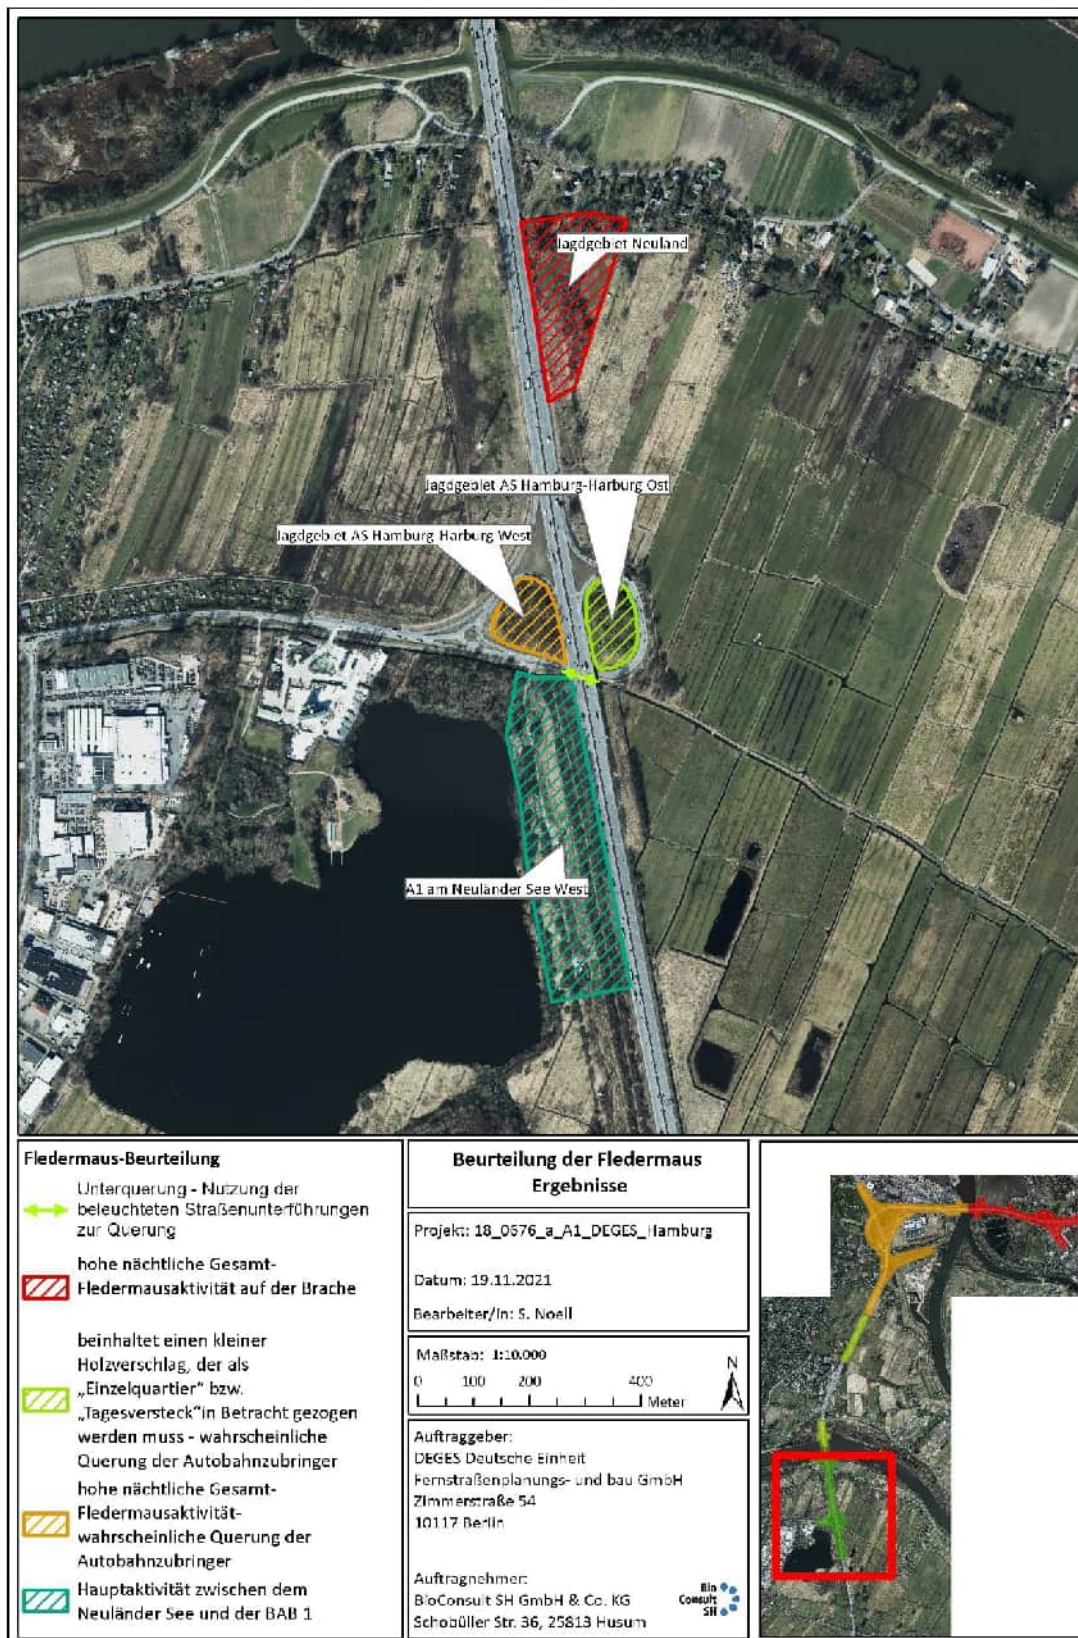 Jagdgebiet Neuland
Jagdgebiet AS Hamburg-Harburg Ost
Jagdgebiet AS Hamburg-Harburg West
A1 am Neuländer See West
Fledermaus-Beurteilung
Unterquerung - Nutzung der
beleuchteten Straßenunterführungen
zur Querung
hohe nächtliche Gesamt-
Fledermausaktivität auf der Brache
beinhaltet einen kleiner
Holzverschlag, der als
„Einzelquartier" bzw.
„Tagesversteck"in Betracht gezogen
werden muss - wahrscheinliche
Querung der Autobahnzubringer
hohe nächtliche Gesamt-
Fledermausaktivität-
wahrscheinliche Querung der
Autobahnzubringer
Hauptaktivität zwischen dem
Neuländer See und der BAB 1
Beurteilung der Fledermaus
Ergebnisse
Projekt: 18_0676_a_A1_DEGES_Hamburg
Datum: 19.11.2021
Bearbeiter/in: S. Noell
Maßstab: 1:10.000
N
0 100 200 400
Meter
Auftraggeber:
DEGES Deutsche Einheit
Fernstraßenplanungs- und bau GmbH
Zimmerstraße 54
10117 Berlin
Auftragnehmer:
BioConsult SH GmbH & Co. KG
Schobüller Str. 36, 25813 Husum
Bio
Consult
SH